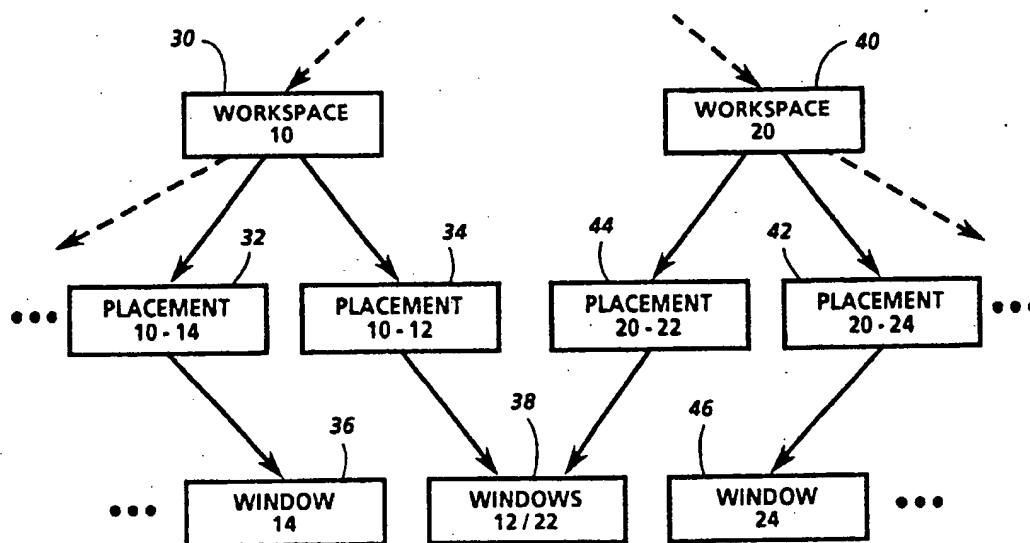 30
40
WORKSPACE
10
WORKSPACE
20
32
34
44
42
PLACEMENT
10 - 14
PLACEMENT
10 - 12
PLACEMENT
20 - 22
PLACEMENT
20 - 24
36
38
46
WINDOW
14
WINDOWS
12 / 22
WINDOW
24